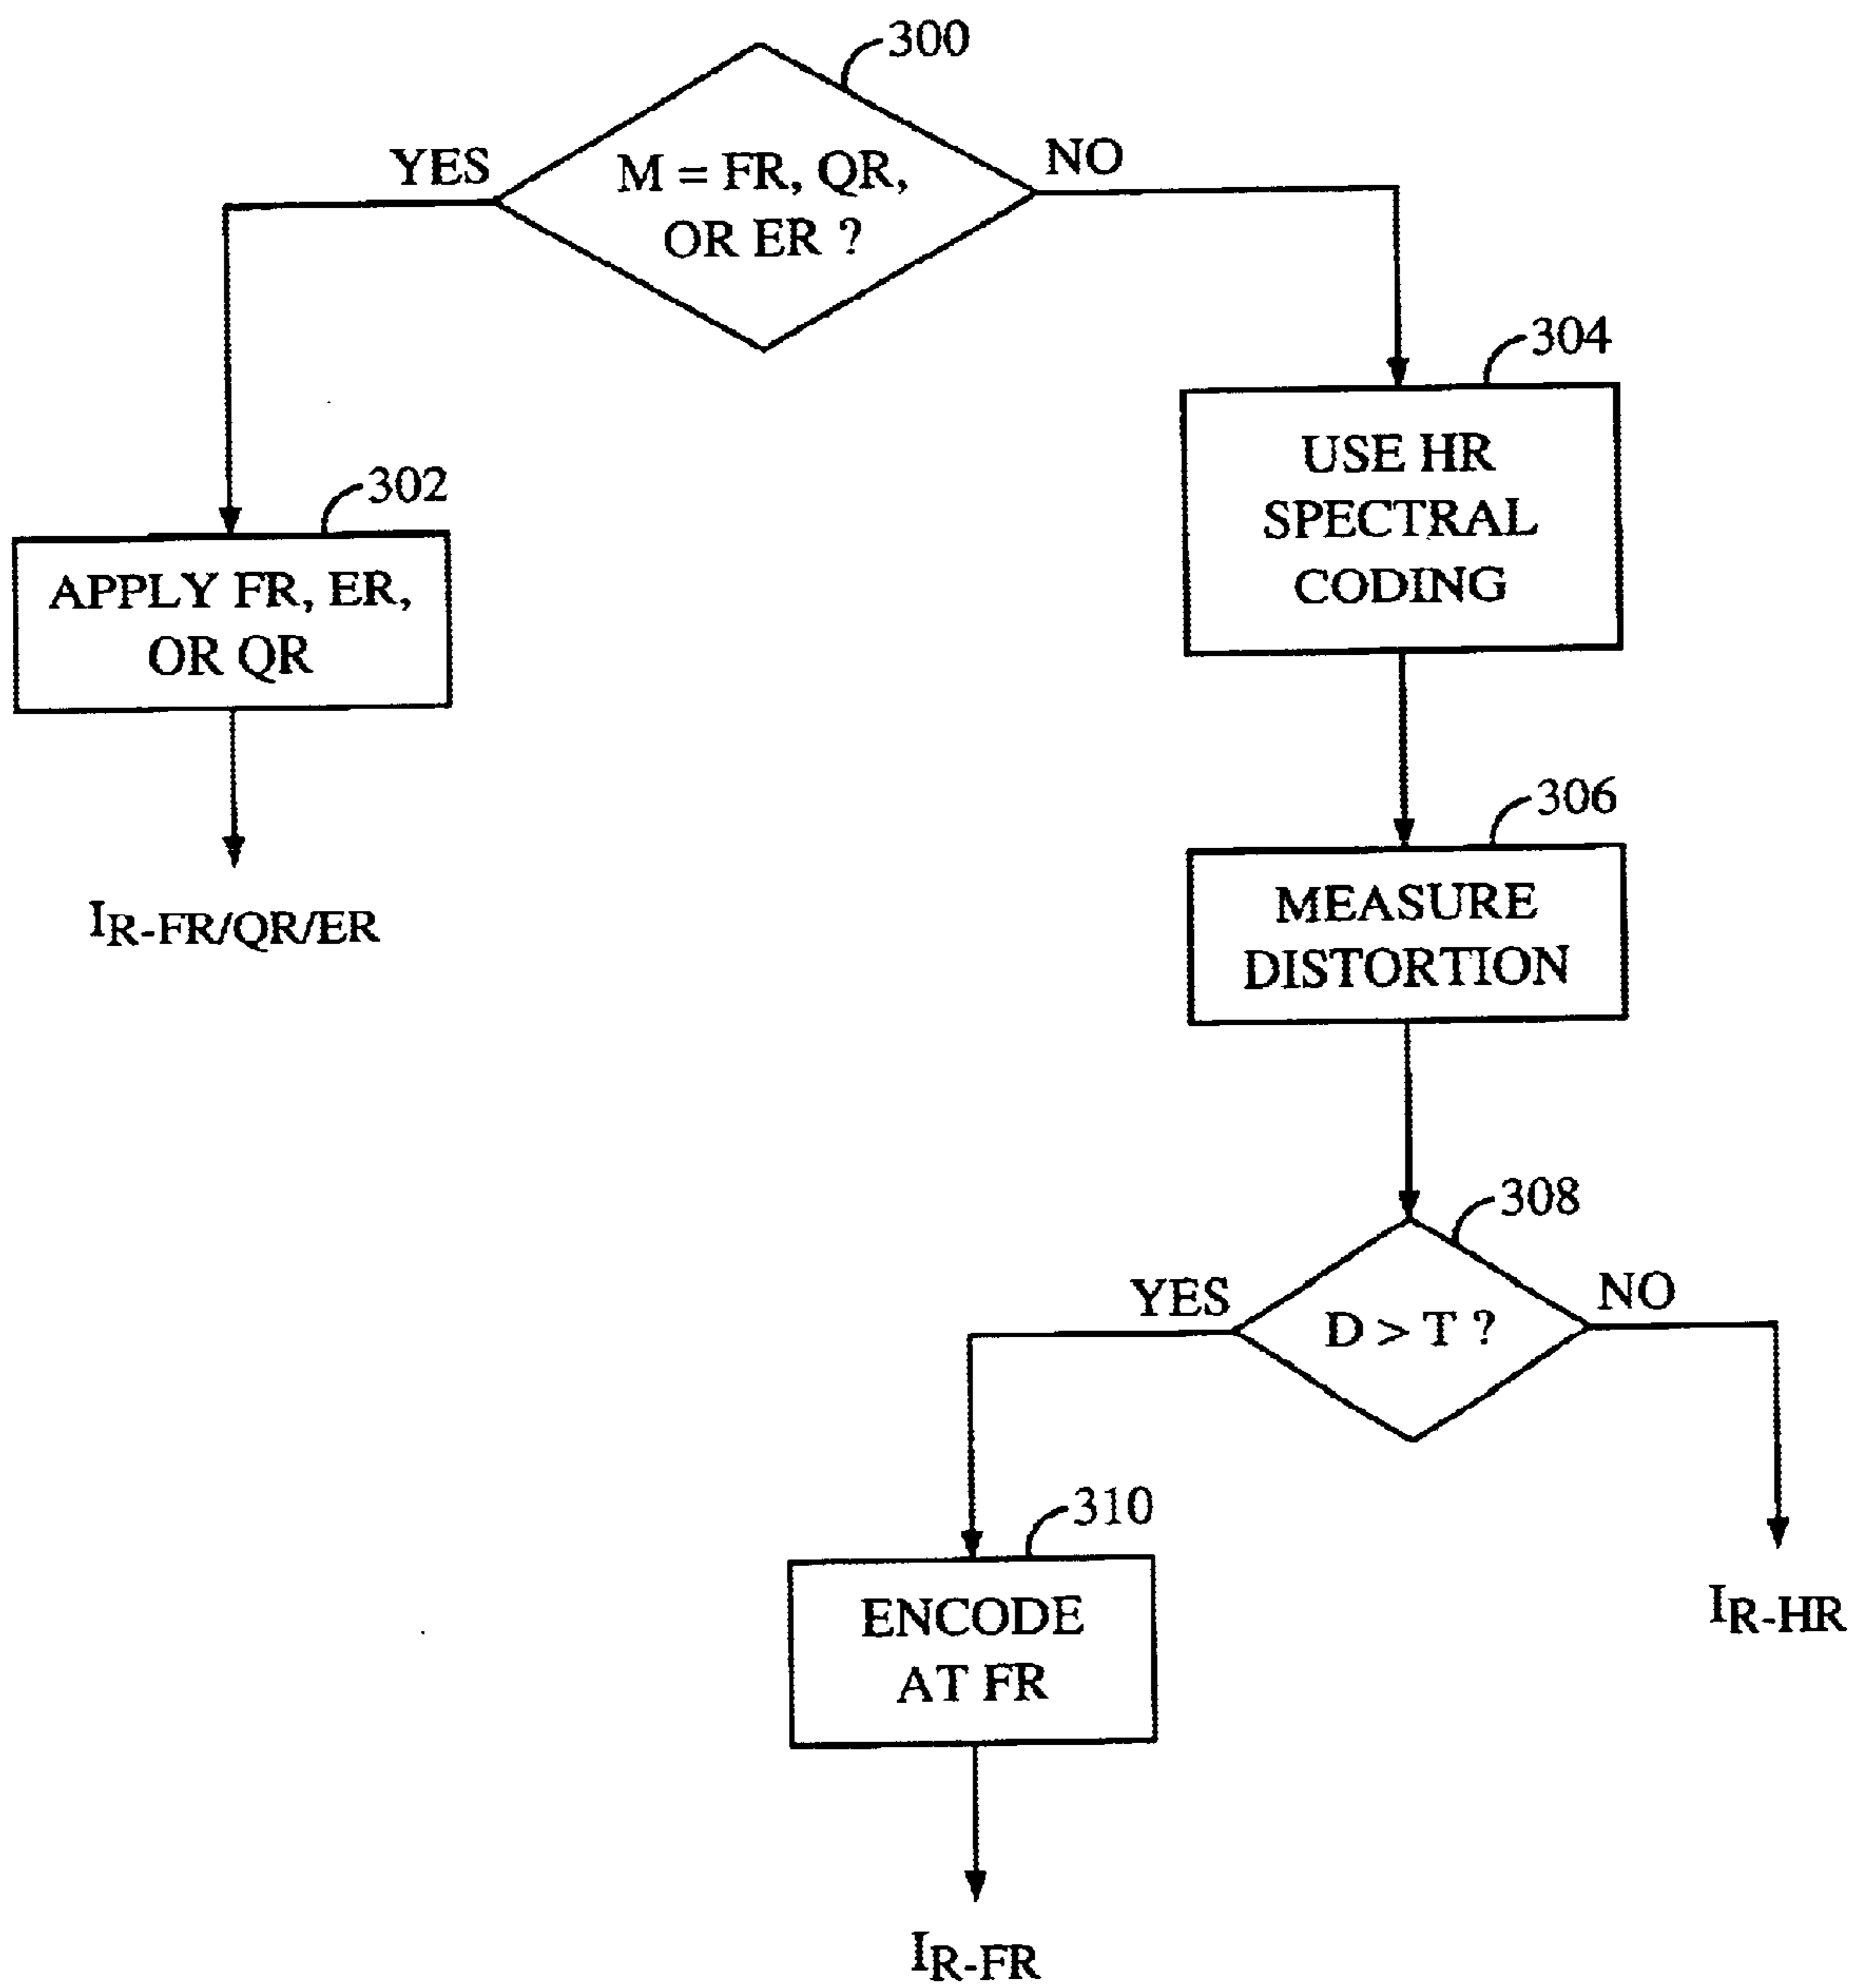 300
YES
NO
M = FR, QR,
OR ER ?
304
USE HR
SPECTRAL
CODING
302
APPLY FR, ER,
OR QR
306
MEASURE
DISTORTION
IR-FR/QR/ER
308
YES
NO
D > T ?
310
ENCODE
AT FR
IR-HR
IR-FR